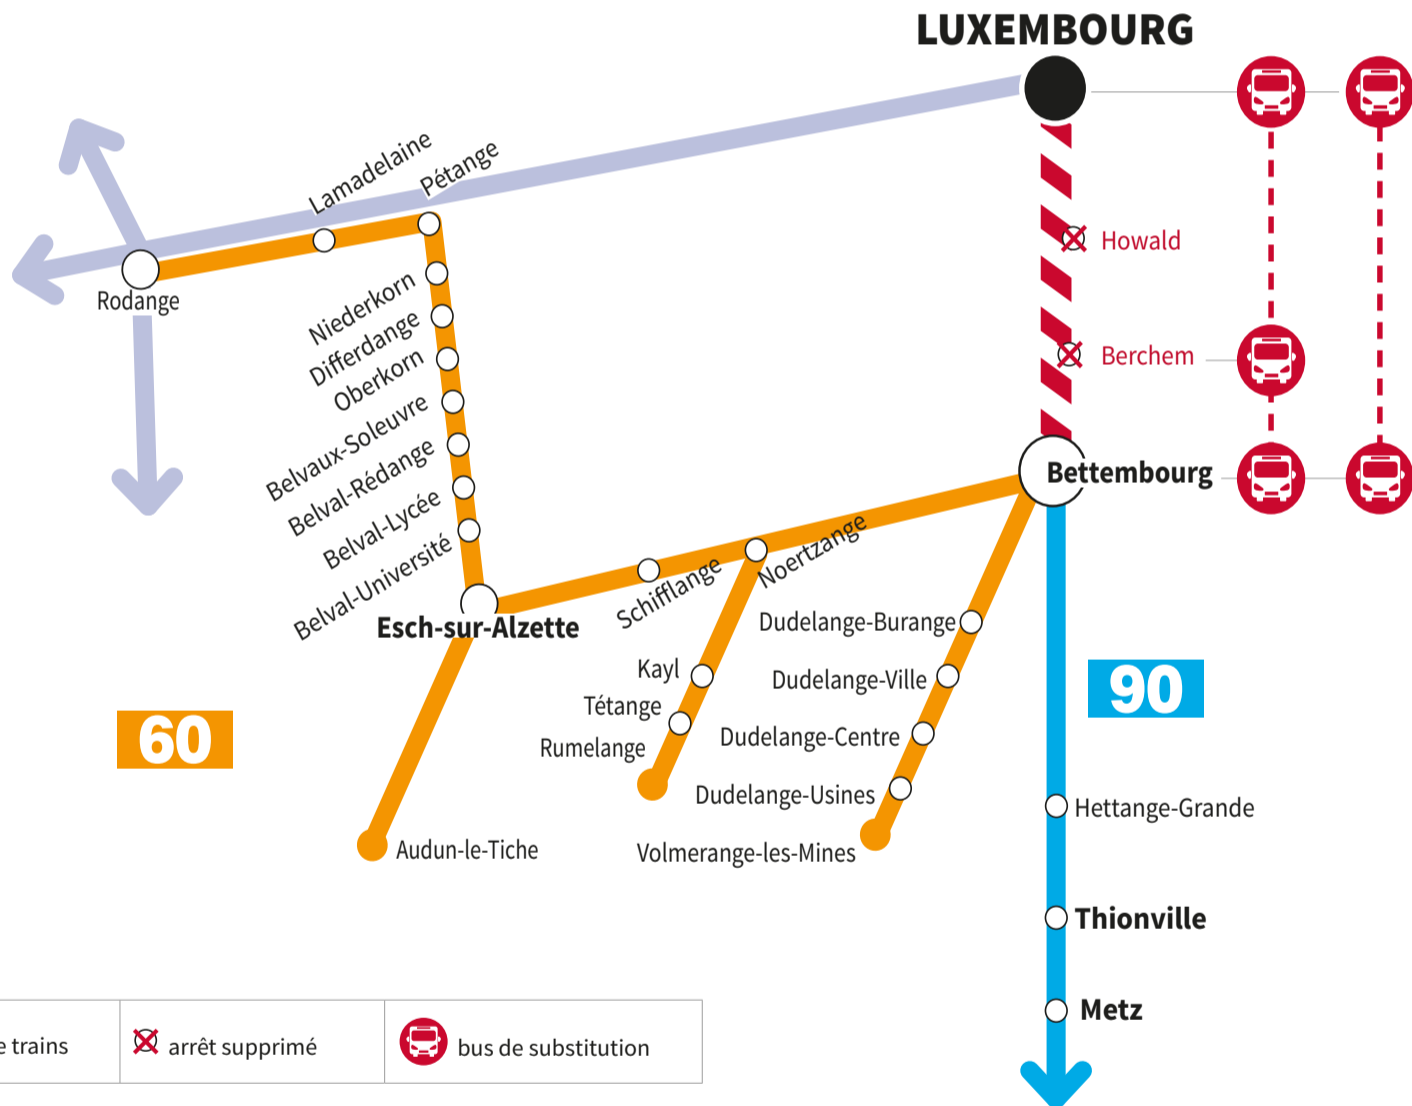 LUXEMBOURG
Lamadelaine
Pétange
Howald
Rodange
Niederkorn
Differdange
Berchem
Oberkorn
Belvaux-Soleuvre
Belval-Rédange
Bettembourg
Belval-Lycée
Belval-Université
Noertzange
Schifflange
Esch-sur-Alzette
Dudelange-Burange
Kayl
Dudelange-Ville
90
Tétange
60
Dudelange-Centre
Rumelange
Dudelange-Usines
Hettange-Grande
Audun-le-Tiche
Volmerange-les-Mines
Thionville
Metz
e trains
arrêt supprimé
bus de substitution